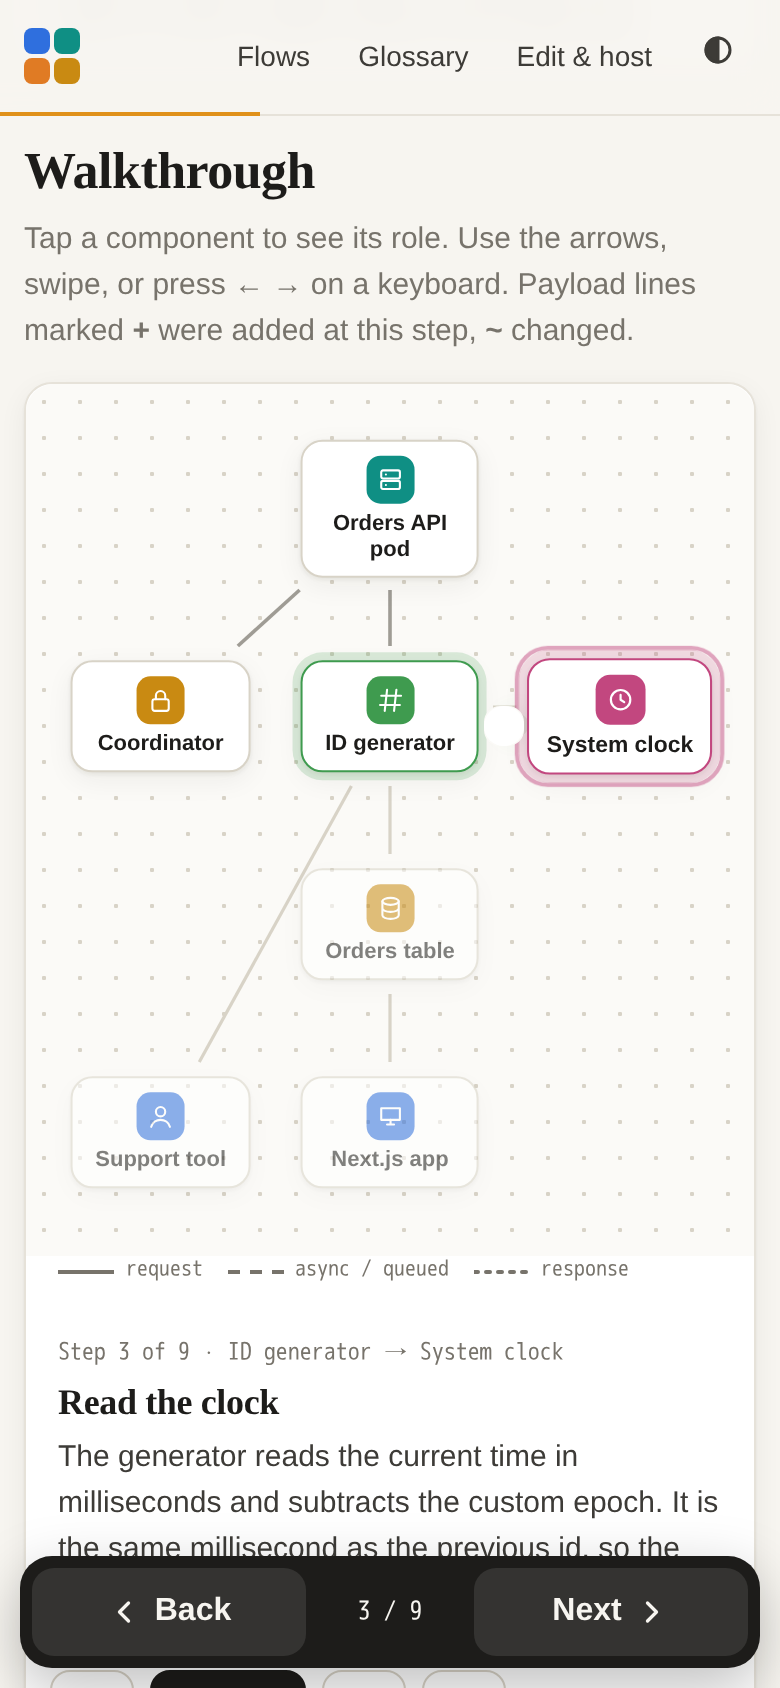 Flows Glossary Edit & host
Walkthrough
Tap a component to see its role. Use the arrows,
swipe, or press ← → on a keyboard. Payload lines
marked + were added at this step, ~ changed.
Orders API
pod
Coordinator
ID generator
System clock
Orders table
Support tool
Next.js app
request async / queued response
Step 3 of 9 · ID generator → System clock
Read the clock
The generator reads the current time in
milliseconds and subtracts the custom epoch. It is
the same millisecond as the previous id, so the
Back 3 / 9 Next